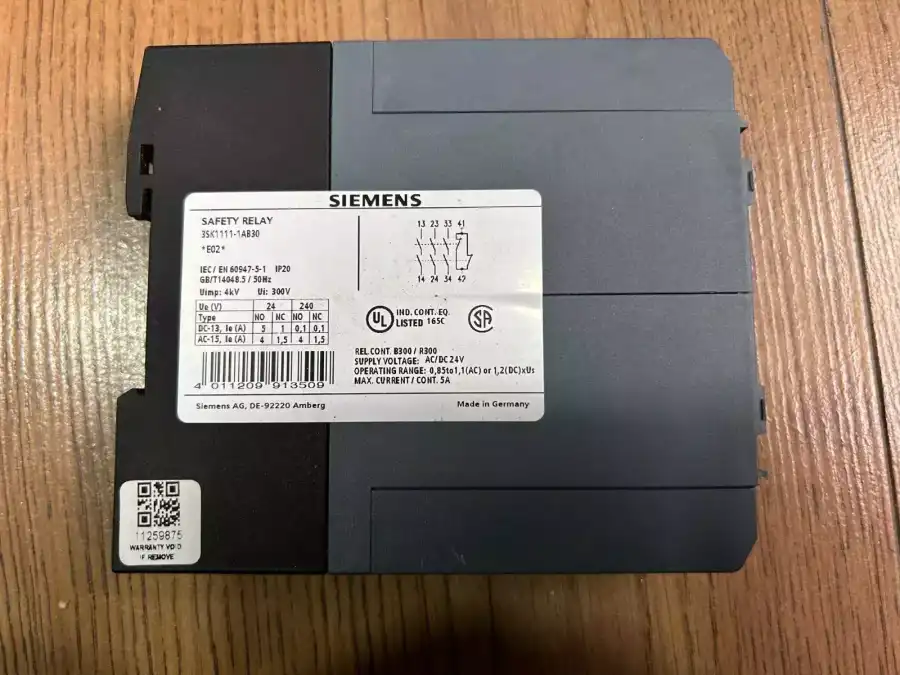 SIEMENS
SAFETY RELAY
3SK1111-1AB30
*E02*
IEC/ EN 60947-5-1 IP20
GB/T14048.5 / 50Hz
Uimp: 4kV Ui: 300V
Ue (V) 24 240
Type NO NC NO NC
DC-13, Ie (A) 5 1 0,1 0,1
AC-15, Ie (A) 4 1,5 4 1,5
4 011209 913509
13 23 33 41
14 24 34 42
UL IND. CONT. EQ.
LISTED 165C
SA
REL. CONT. B300 / R300
SUPPLY VOLTAGE: AC/DC 24V
OPERATING RANGE: 0,85to1,1(AC) or 1,2(DC)xUs
MAX. CURRENT / CONT. 5A
Siemens AG, DE-92220 Amberg Made in Germany
11259875
WARRANTY VOID
IF REMOVE